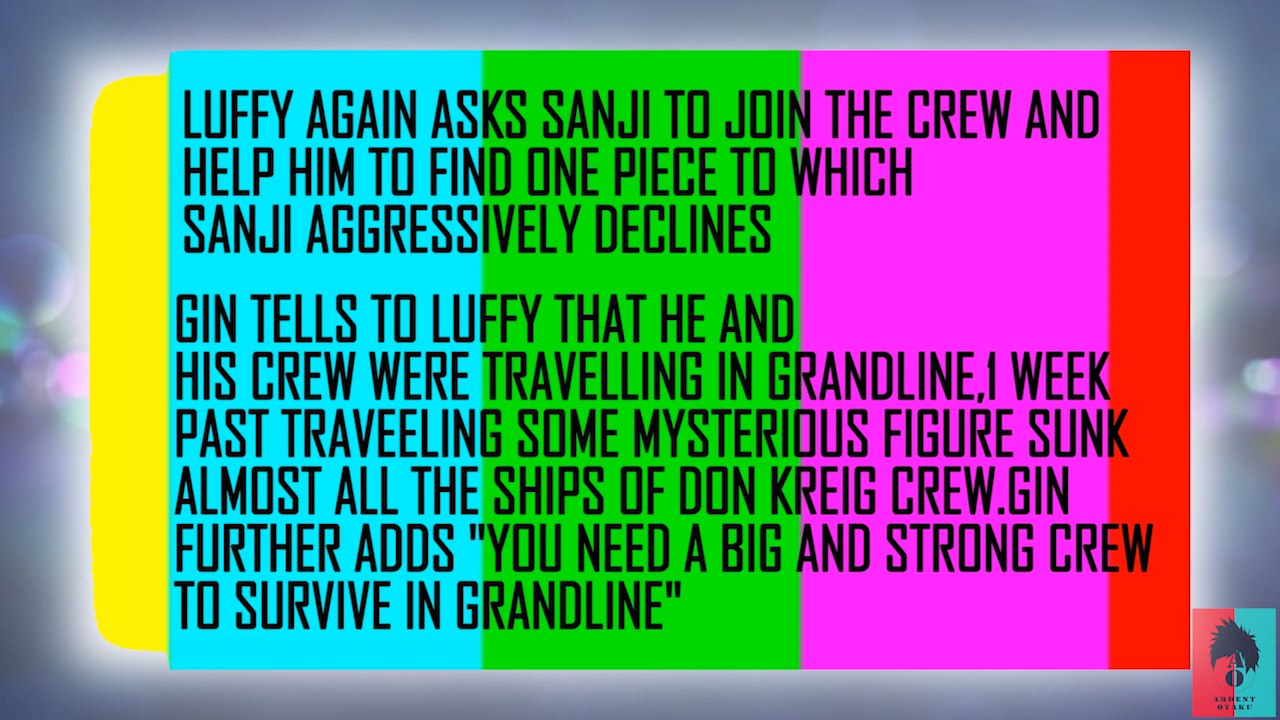 LUFFY AGAIN ASKS SANJI TO JOIN THE CREW AND
HELP HIM TO FIND ONE PIECE TO WHICH
SANJI AGGRESSIVELY DECLINES
GIN TELLS TO LUFFY THAT HE AND
HIS CREW WERE TRAVELLING IN GRANDLINE,1 WEEK
PAST TRAVEELING SOME MYSTERIOUS FIGURE SUNK
ALMOST ALL THE SHIPS OF DON KREIG CREW.GIN
FURTHER ADDS "YOU NEED A BIG AND STRONG CREW
TO SURVIVE IN GRANDLINE"
AO
ARDENT
OTAKU